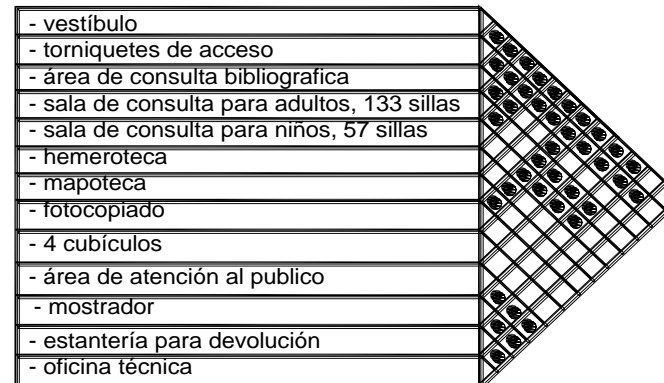 - vestíbulo
- torniquetes de acceso
- área de consulta bibliografica
- sala de consulta para adultos, 133 sillas
- sala de consulta para niños, 57 sillas
- hemeroteca
- mapoteca
- fotocopiado
- 4 cubículos
- área de atención al publico
- mostrador
- estantería para devolución
- oficina técnica